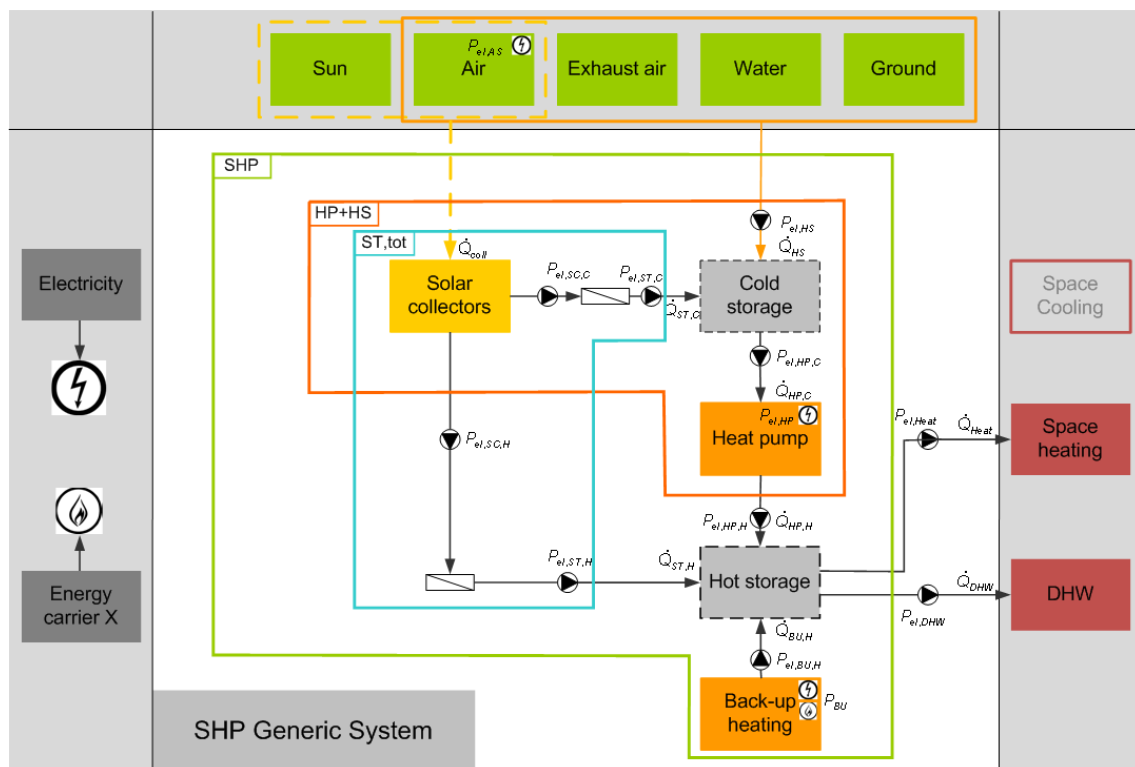 P el,AS
Sun
Air
Exhaust air
Water
Ground
SHP
HP+HS
ST,tot
P el,HS
Q̇ HS
Q̇ coll
Electricity
Solar
collectors
P el,SC,C
P el,ST,C
Q̇ ST,C
Cold
storage
Space
Cooling
P el,HP,C
Q̇ HP,C
P el,HP
Heat pump
P el,SC,H
P el,Heat
Q̇ Heat
Space
heating
P el,HP,H
Q̇ HP,H
Energy
carrier X
P el,ST,H
Q̇ ST,H
Hot storage
Q̇ DHW
P el,DHW
DHW
Q̇ BU,H
P el,BU,H
Back-up
heating
P BU
SHP Generic System